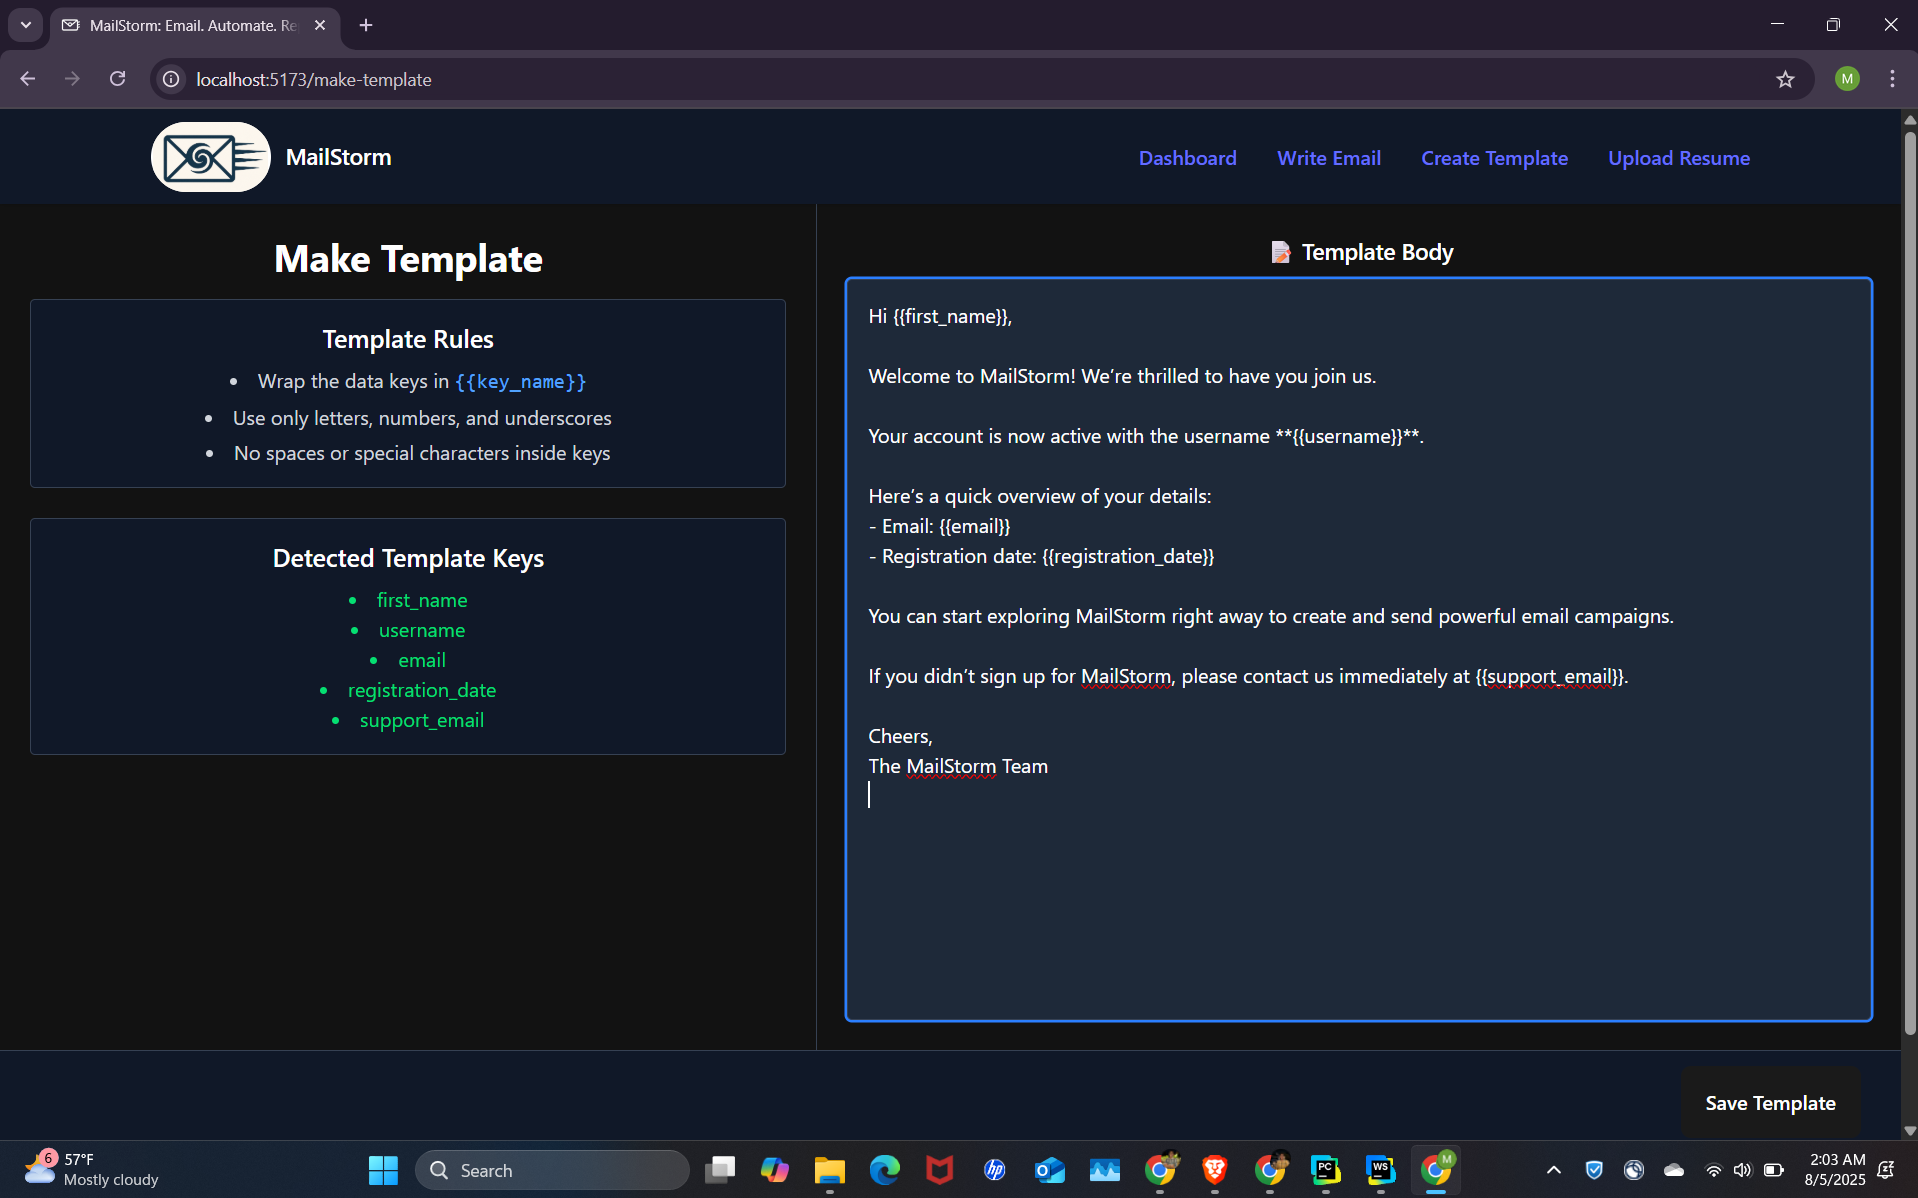 MailStorm: Email. Automate. Re
localhost:5173/make-template
M
MailStorm
Dashboard
Write Email
Create Template
Upload Resume
Make Template
Template Rules
• Wrap the data keys in {{key_name}}
• Use only letters, numbers, and underscores
• No spaces or special characters inside keys
Detected Template Keys
• first_name
• username
• email
• registration_date
• support_email
📝 Template Body
Hi {{first_name}},
Welcome to MailStorm! We’re thrilled to have you join us.
Your account is now active with the username **{{username}}**.
Here’s a quick overview of your details:
- Email: {{email}}
- Registration date: {{registration_date}}
You can start exploring MailStorm right away to create and send powerful email campaigns.
If you didn’t sign up for MailStorm, please contact us immediately at {{support_email}}.
Cheers,
The MailStorm Team
Save Template
6
57°F
Mostly cloudy
Search
hp
PC
WS
M
2:03 AM
8/5/2025